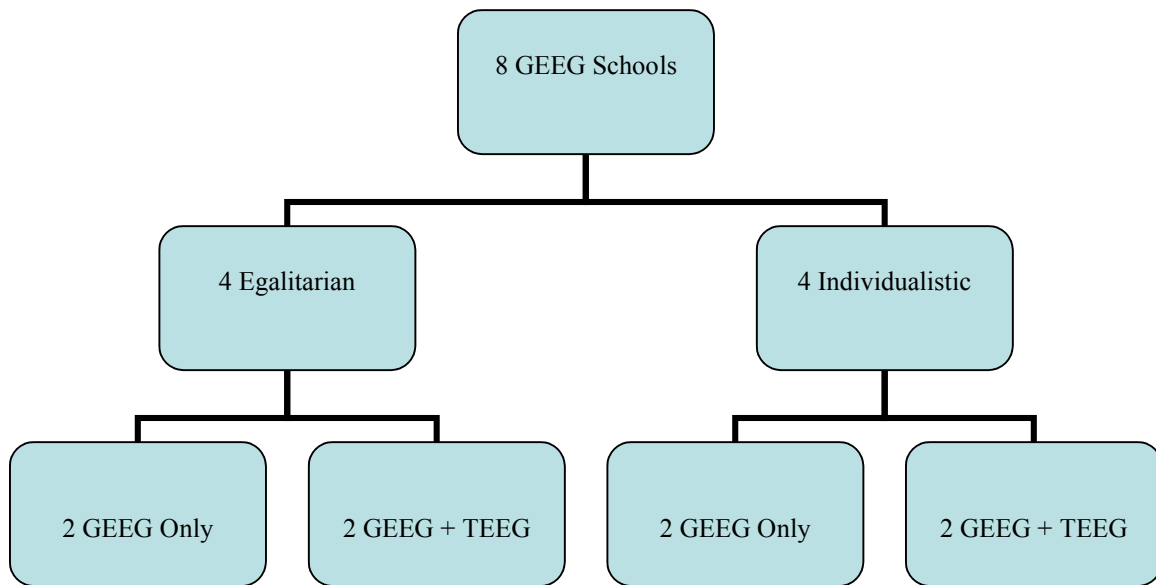 8 GEEG Schools
4 Egalitarian
4 Individualistic
2 GEEG Only
2 GEEG + TEEG
2 GEEG Only
2 GEEG + TEEG